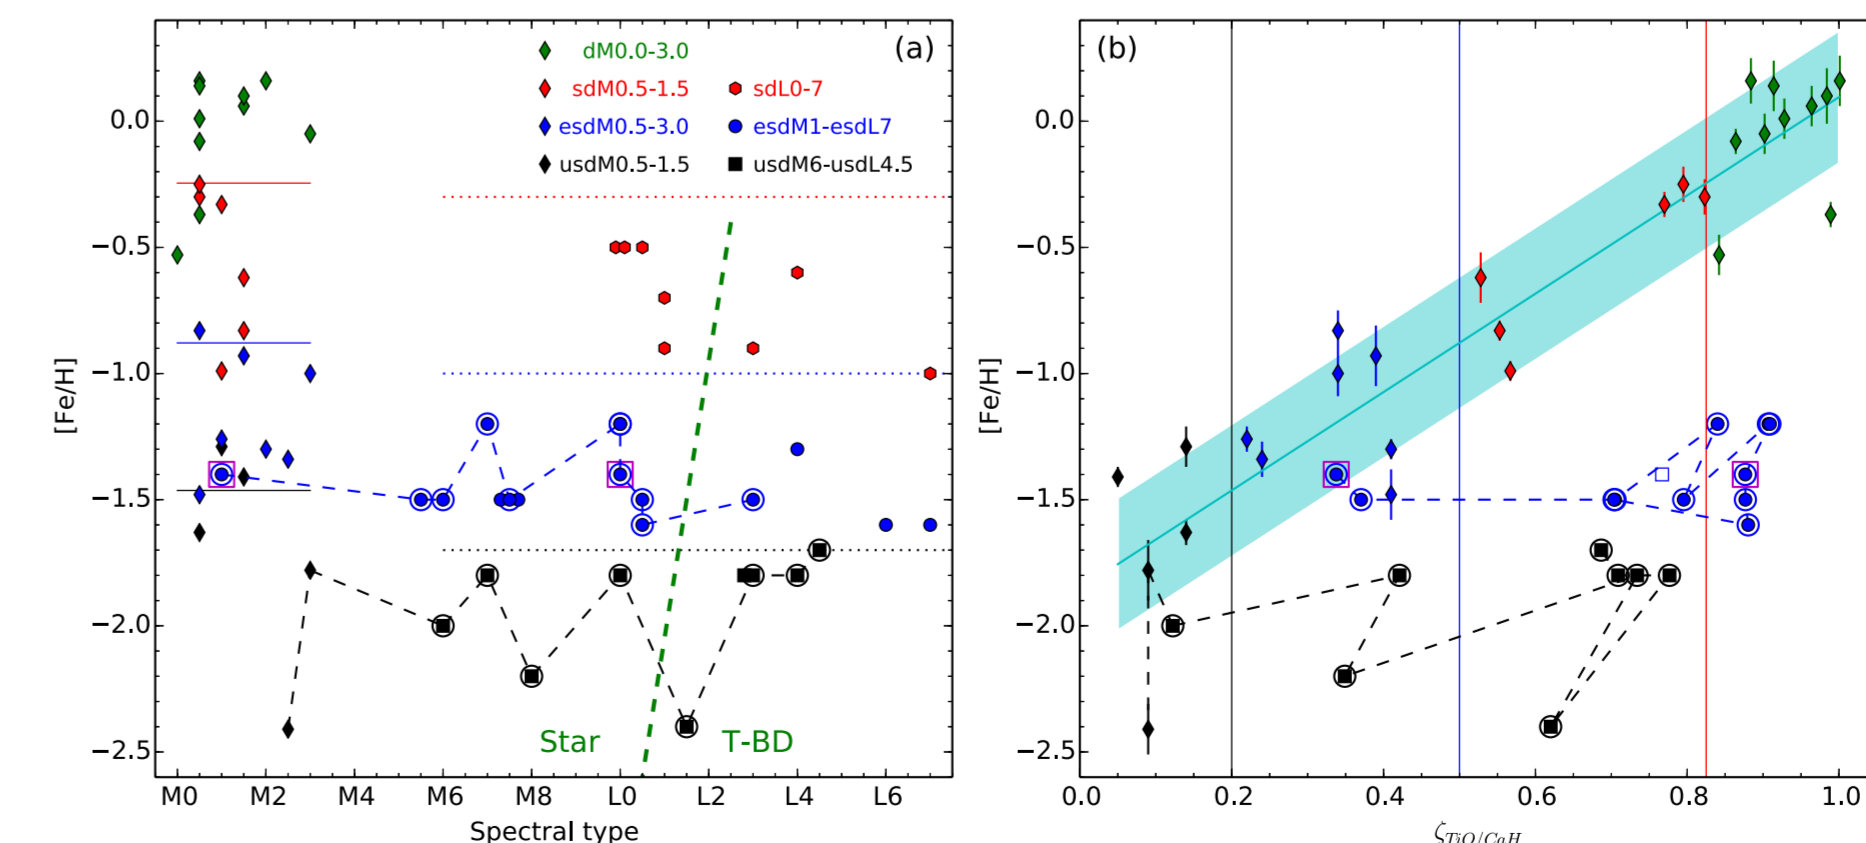 (a)
dM0.0-3.0
sdM0.5-1.5
sdL0-7
esdM0.5-3.0
esdM1-esdL7
usdM0.5-1.5
usdM6-usdL4.5
0.0
−0.5
−1.0
−1.5
−2.0
−2.5
[Fe/H]
Star
T-BD
M0 M2 M4 M6 M8 L0 L2 L4 L6
Spectral type
(b)
0.0
−0.5
−1.0
−1.5
−2.0
−2.5
[Fe/H]
0.0 0.2 0.4 0.6 0.8 1.0
ζTiO/CaH